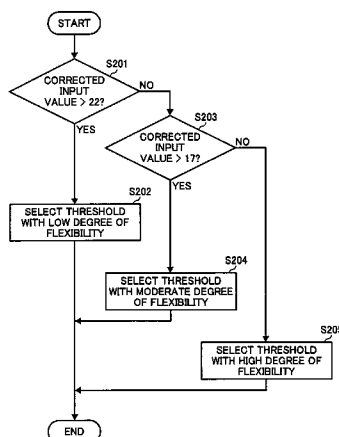 START
S201
CORRECTED
INPUT
VALUE > 22?
NO
YES
S203
CORRECTED
INPUT
VALUE > 17?
NO
YES
S202
SELECT THRESHOLD
WITH LOW DEGREE OF
FLEXIBILITY
S204
SELECT THRESHOLD
WITH MODERATE DEGREE
OF FLEXIBILITY
S205
SELECT THRESHOLD
WITH HIGH DEGREE OF
FLEXIBILITY
END